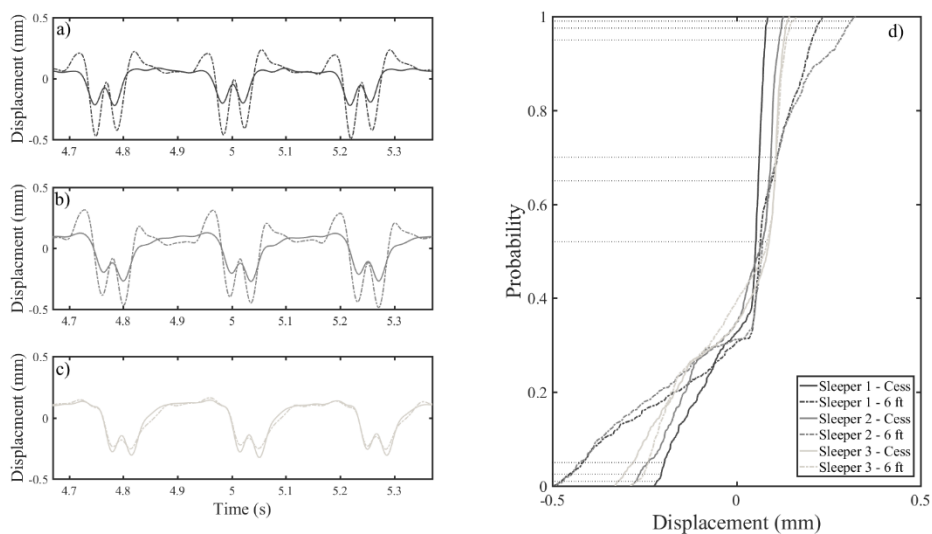 a)
Displacment (mm)
0.5
0
-0.5
4.7 4.8 4.9 5 5.1 5.2 5.3
b)
Displacment (mm)
0.5
0
-0.5
4.7 4.8 4.9 5 5.1 5.2 5.3
c)
Displacment (mm)
0.5
0
-0.5
4.7 4.8 4.9 5 5.1 5.2 5.3
Time (s)
d)
Probability
1
0.8
0.6
0.4
0.2
0
-0.5 0 0.5
Displacement (mm)
Sleeper 1 - Cess
Sleeper 1 - 6 ft
Sleeper 2 - Cess
Sleeper 2 - 6 ft
Sleeper 3 - Cess
Sleeper 3 - 6 ft